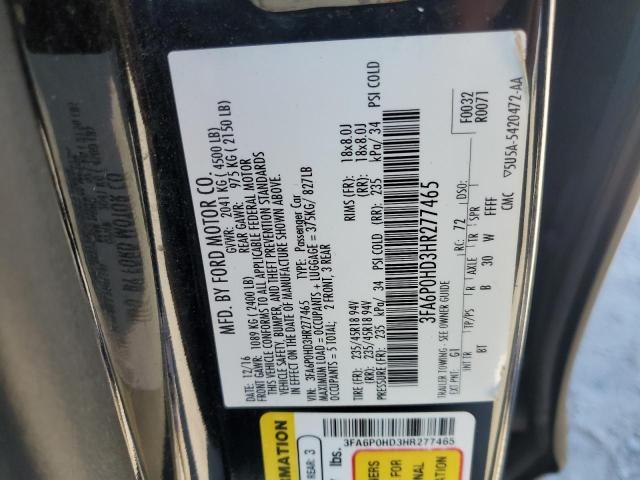 MFD. BY FORD MOTOR CO.
12/16
GVWR: 2041 KG ( 4500 LB)
FRONT GAWR: 1089 KG ( 2400 LB)
REAR GAWR: 975 KG ( 2150 LB)
THIS VEHICLE CONFORMS TO ALL APPLICABLE FEDERAL MOTOR
VEHICLE SAFETY, BUMPER, AND THEFT PREVENTION STANDARDS
IN EFFECT ON THE DATE OF MANUFACTURE SHOWN ABOVE.
VIN: 3FA6P0HD3HR277465
TYPE: Passenger Car
MAXIMUM LOAD = OCCUPANTS + LUGGAGE = 375KG/ 827LB
OCCUPANTS = 5 TOTAL; 2 FRONT, 3 REAR
TIRE (FR): 235/45R18 94V RIMS (FR): 18x8.0J
TIRE (RR): 235/45R18 94V RIMS (RR): 18x8.0J
PRESSURE (FR): 235 kPa/ 34 PSI COLD (RR): 235 kPa/ 34 PSI COLD
3FA6P0HD3HR277465
F0032
R0071
TRAILER TOWING - SEE OWNER GUIDE
EXT PNT: G1 RC: 72 DSO:
INT TR TP/PS R AXLE TR SPR
BT B 30 W FFFF
CMC ▽5U5A-5420472-AA
3FA6P0HD3HR277465
REAR: 3
lbs.
FOR